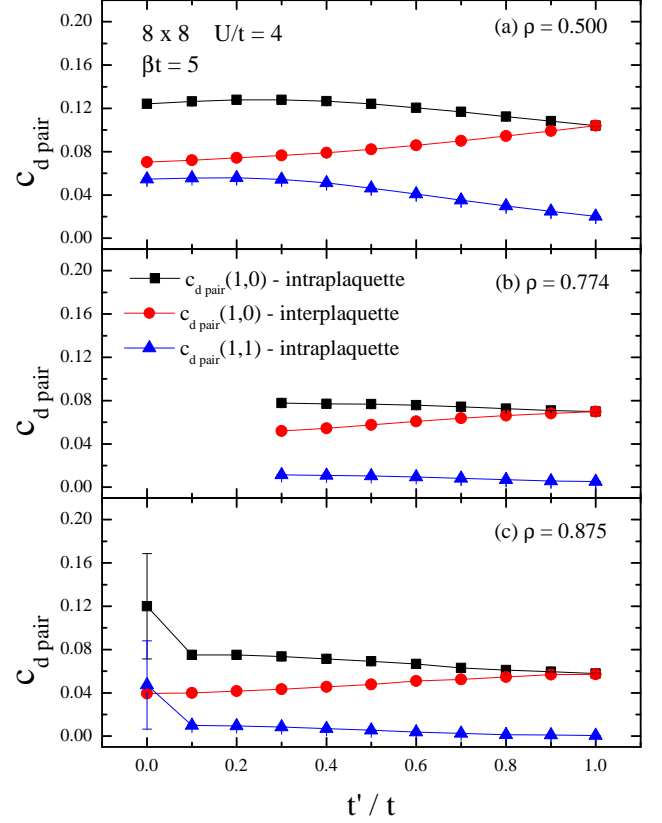 8 x 8 U/t = 4
βt = 5
(a) ρ = 0.500
0.20
0.16
0.12
0.08
0.04
0.00
c_d pair
(b) ρ = 0.774
c_d pair(1,0) - intraplaquette
c_d pair(1,0) - interplaquette
c_d pair(1,1) - intraplaquette
0.20
0.16
0.12
0.08
0.04
0.00
c_d pair
(c) ρ = 0.875
0.20
0.16
0.12
0.08
0.04
0.00
c_d pair
0.0 0.2 0.4 0.6 0.8 1.0
t' / t